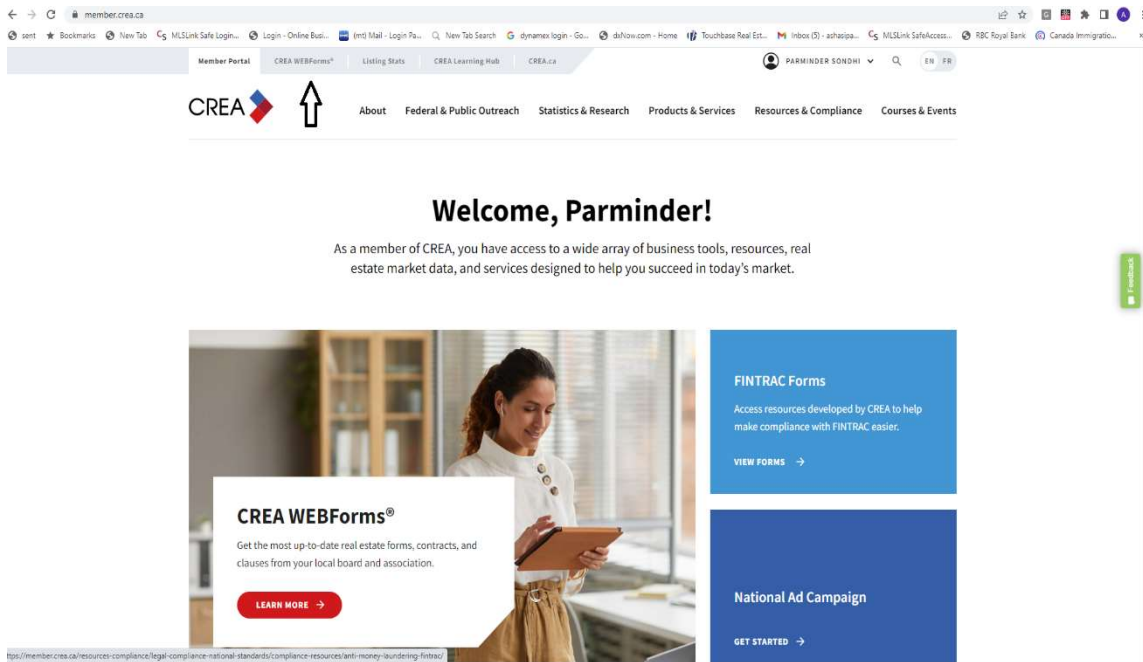 member.crea.ca
sent Bookmarks New Tab MLSLink Safe Login... Login - Online Busi... (mt) Mail - Login Pa... New Tab Search dynamex login - Go... dxNow.com - Home Touchbase Real Est... Inbox (5) - ashasipa... MLSLink SafeAccess... RBC Royal Bank Canada Immigratio...
Member Portal CREA WEBForms® Listing Stats CREA Learning Hub CREA.ca PARMINDER SONDHI EN FR
CREA About Federal & Public Outreach Statistics & Research Products & Services Resources & Compliance Courses & Events
Welcome, Parminder!
As a member of CREA, you have access to a wide array of business tools, resources, real
estate market data, and services designed to help you succeed in today's market.
Feedback
FINTRAC Forms
Access resources developed by CREA to help
make compliance with FINTRAC easier.
VIEW FORMS →
CREA WEBForms®
Get the most up-to-date real estate forms, contracts, and
clauses from your local board and association.
LEARN MORE →
National Ad Campaign
GET STARTED →
https://member.crea.ca/resources-compliance/legal-compliance-national-standards/compliance-resources/anti-money-laundering-fintrac/